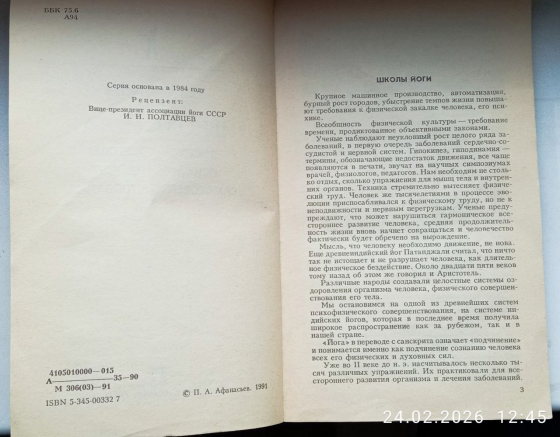 ББК 75.6
А94
Серия основана в 1984 году
Рецензент:
Вице-президент ассоциации йоги СССР
И. Н. ПОЛТАВЦЕВ
4105010000—015
А——————35—90
М 306(03)—91
ISBN 5-345-00332 7
© П. А. Афанасьев. 1991
ШКОЛЫ ЙОГИ
Крупное машинное производство, автоматизация,
бурный рост городов, убыстрение темпов жизни повыша-
ют требования к физической закалке человека, его пси-
хике.
Всеобщность физической культуры — требование
времени, продиктованное объективными законами.
Ученые наблюдают неуклонный рост целого ряда за-
болеваний, в первую очередь заболеваний сердечно-со-
судистой и нервной систем. Гипокинез, гиподинамия —
термины, обозначающие недостаток движения, все чаще
появляются в печати, звучат на научных симпозиумах
врачей, физиологов, педагогов. Нам необходим не столь-
ко отдых, сколько упражнения для мышц тела и внутрен-
них органов. Техника стремительно вытесняет физиче-
ский труд. Человек же тысячелетиями в процессе эво-
люции приспосабливался к физическому труду, но не к
неподвижности и нервным перегрузкам. Ученые преду-
преждают, что может нарушиться гармоническое все-
стороннее развитие человека, средняя продолжитель-
ность жизни вновь начнет сокращаться и человечество
фактически будет обречено на вырождение.
Мысль, что человеку необходимо движение, не нова.
Еще древнеиндийский йог Патанджали считал, что ничто
так не истощает и не разрушает человека, как длитель-
ное физическое бездействие. Около двадцати пяти веков
тому назад об этом же говорил и Аристотель.
Различные народы создавали целостные системы оз-
доровления организма человека, физического совершен-
ствования его тела.
Мы остановимся на одной из древнейших систем
психофизического совершенствования, на системе ин-
дийских йогов, которая в последнее время получила
широкое распространение как за рубежом, так и в
нашей стране.
«Йога» в переводе с санскрита означает «подчинение»
и понимается именно как подчинение сознанию человека
всех его физических и духовных сил.
Уже во II веке до н. э. насчитывалось несколько ты-
сяч различных упражнений. Их практиковали для все-
стороннего развития организма и лечения заболеваний.
3
24.02.2026 12:45